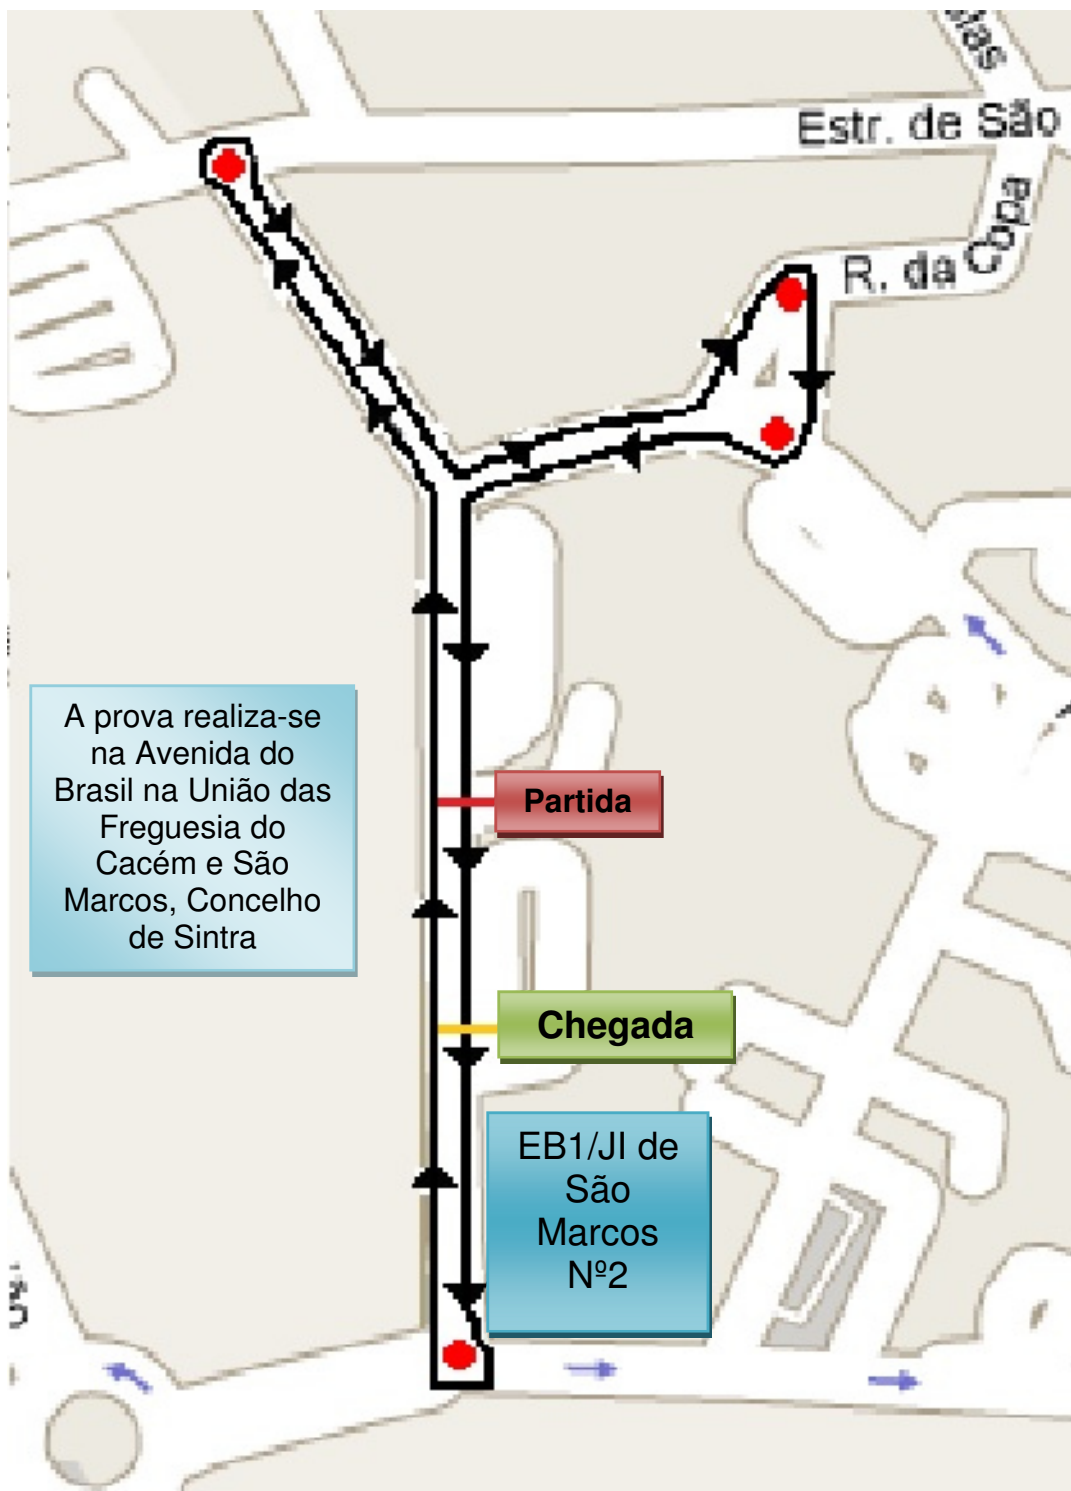 Estr. de São
R. da Copa
A prova realiza-se
na Avenida do
Brasil na União das
Freguesia do
Cacém e São
Marcos, Concelho
de Sintra
Partida
Chegada
EB1/JI de
São
Marcos
Nº2